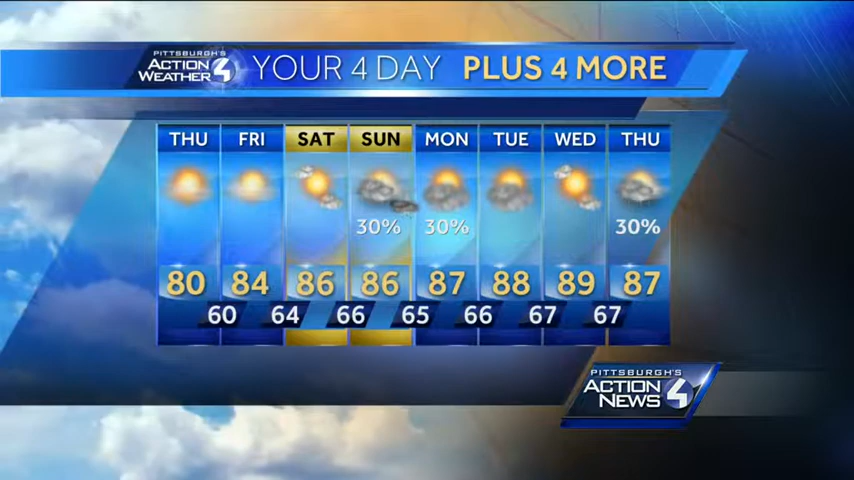 PITTSBURGH'S
ACTION
WEATHER 4
YOUR 4 DAY PLUS 4 MORE
THU FRI SAT SUN MON TUE WED THU
30% 30% 30%
80 84 86 86 87 88 89 87
60 64 66 65 66 67 67
PITTSBURGH'S
ACTION
NEWS 4